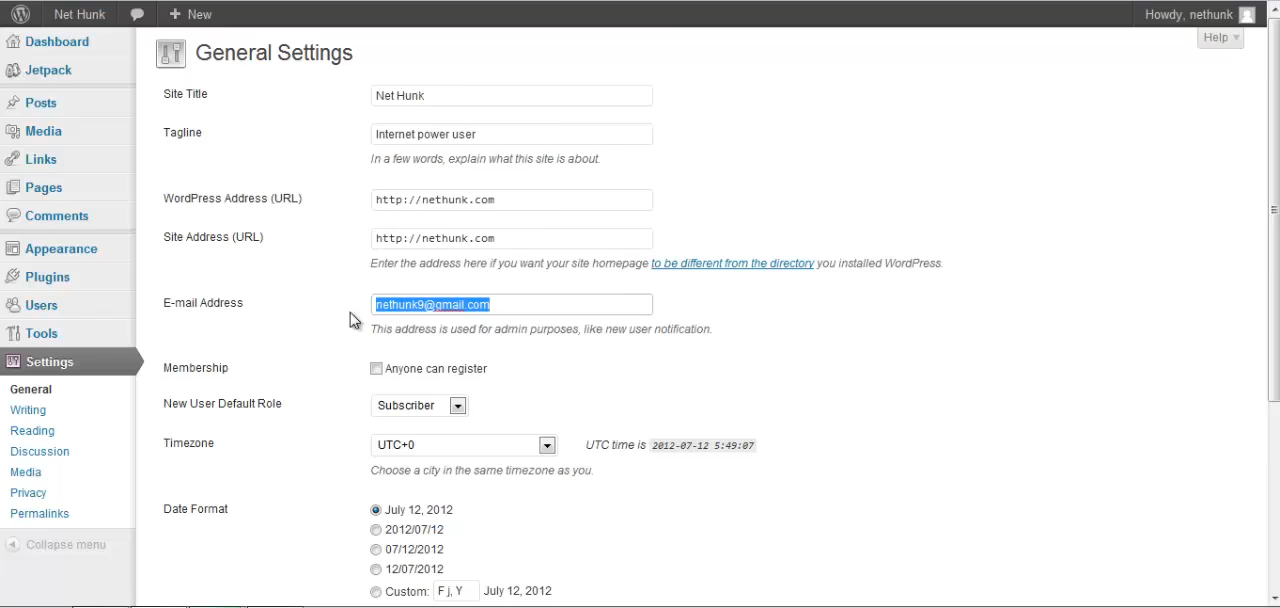 Net Hunk
New
Howdy, nethunk
Help
Dashboard
Jetpack
Posts
Media
Links
Pages
Comments
Appearance
Plugins
Users
Tools
Settings
General
Writing
Reading
Discussion
Media
Privacy
Permalinks
Collapse menu
General Settings
Site Title
Net Hunk
Tagline
Internet power user
In a few words, explain what this site is about.
WordPress Address (URL)
http://nethunk.com
Site Address (URL)
http://nethunk.com
Enter the address here if you want your site homepage to be different from the directory you installed WordPress.
E-mail Address
nethunk9@gmail.com
This address is used for admin purposes, like new user notification.
Membership
Anyone can register
New User Default Role
Subscriber
Timezone
UTC+0
UTC time is 2012-07-12 5:49:07
Choose a city in the same timezone as you.
Date Format
July 12, 2012
2012/07/12
07/12/2012
12/07/2012
Custom: F j, Y July 12, 2012